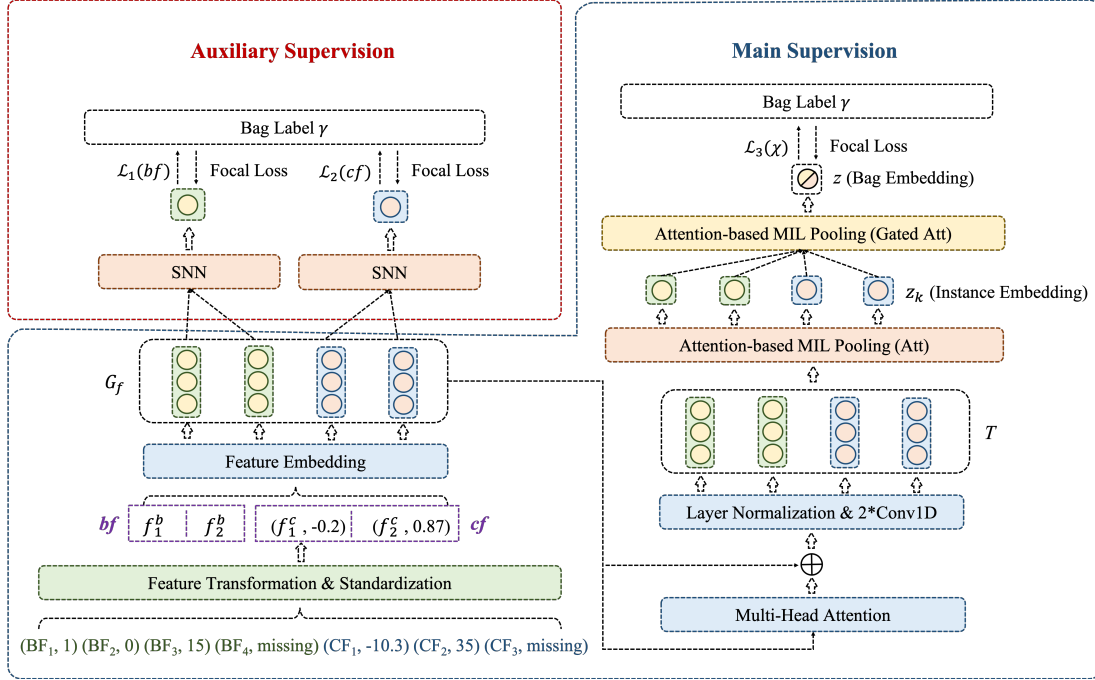 Auxiliary Supervision
Bag Label γ
ℒ₁(bf)
Focal Loss
ℒ₂(cf)
Focal Loss
SNN
SNN
G_f
Feature Embedding
bf
f₁ᵇ
f₂ᵇ
(f₁ᶜ, -0.2)
(f₂ᶜ, 0.87)
cf
Feature Transformation & Standardization
(BF₁, 1) (BF₂, 0) (BF₃, 15) (BF₄, missing) (CF₁, -10.3) (CF₂, 35) (CF₃, missing)
Main Supervision
Bag Label γ
ℒ₃(χ)
Focal Loss
z (Bag Embedding)
Attention-based MIL Pooling (Gated Att)
z_k (Instance Embedding)
Attention-based MIL Pooling (Att)
T
Layer Normalization & 2*Conv1D
Multi-Head Attention